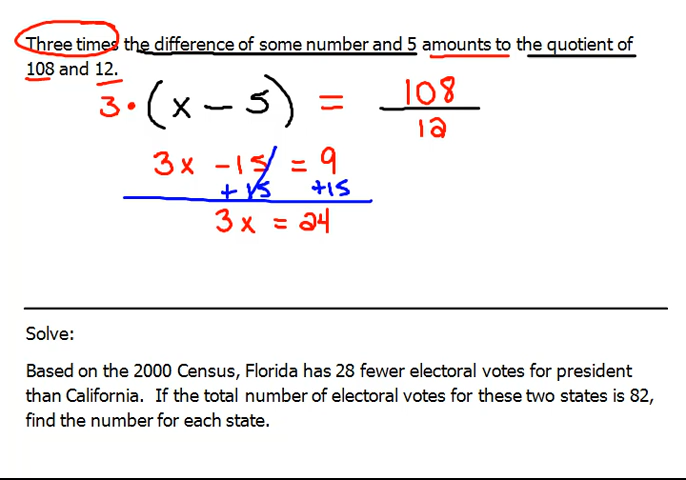 Three times the difference of some number and 5 amounts to the quotient of
108 and 12.
3 • (x - 5) = 108/12
3x - 15 = 9
+15 +15
3x = 24
Solve:
Based on the 2000 Census, Florida has 28 fewer electoral votes for president
than California. If the total number of electoral votes for these two states is 82,
find the number for each state.